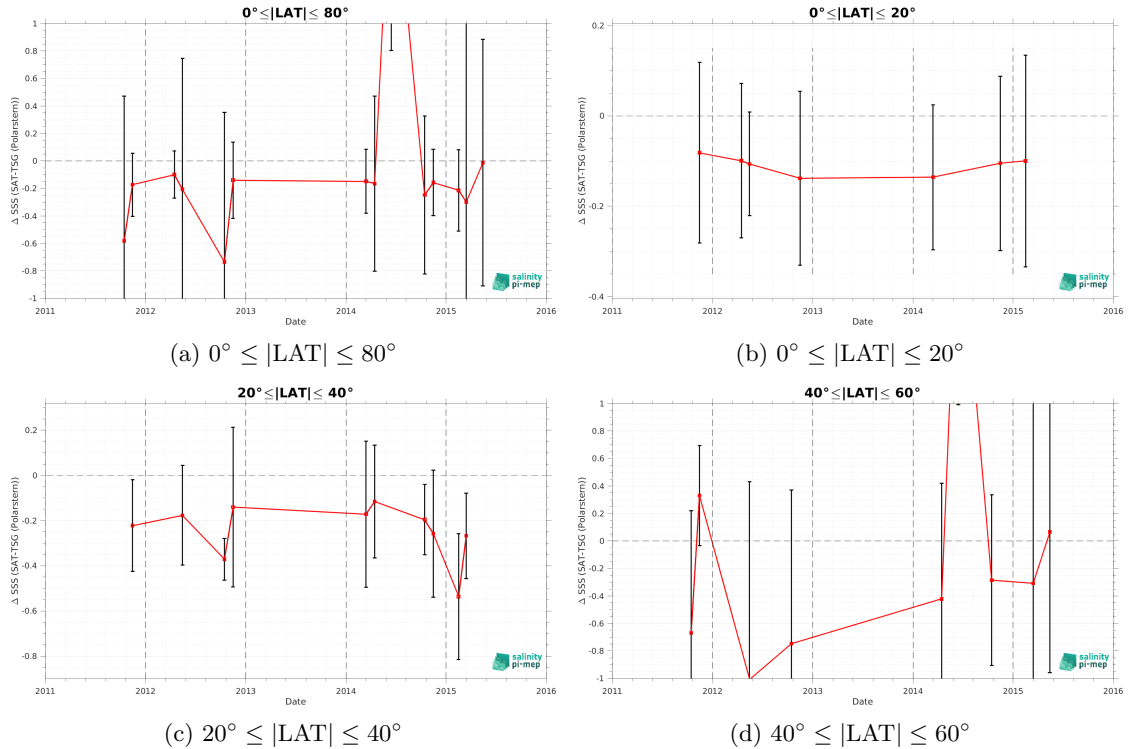 0°≤|LAT|≤ 80°
1
0.8
0.6
0.4
0.2
0
-0.2
-0.4
-0.6
-0.8
-1
Δ SSS (SAT-TSG (Polarstern))
2011 2012 2013 2014 2015 2016
Date
salinity
pi-mep
(a) 0° ≤ |LAT| ≤ 80°
0°≤|LAT|≤ 20°
0.2
0
-0.2
-0.4
Δ SSS (SAT-TSG (Polarstern))
2011 2012 2013 2014 2015 2016
Date
salinity
pi-mep
(b) 0° ≤ |LAT| ≤ 20°
20°≤|LAT|≤ 40°
0.2
0
-0.2
-0.4
-0.6
-0.8
Δ SSS (SAT-TSG (Polarstern))
2011 2012 2013 2014 2015 2016
Date
salinity
pi-mep
(c) 20° ≤ |LAT| ≤ 40°
40°≤|LAT|≤ 60°
1
0.8
0.6
0.4
0.2
0
-0.2
-0.4
-0.6
-0.8
-1
Δ SSS (SAT-TSG (Polarstern))
2011 2012 2013 2014 2015 2016
Date
salinity
pi-mep
(d) 40° ≤ |LAT| ≤ 60°